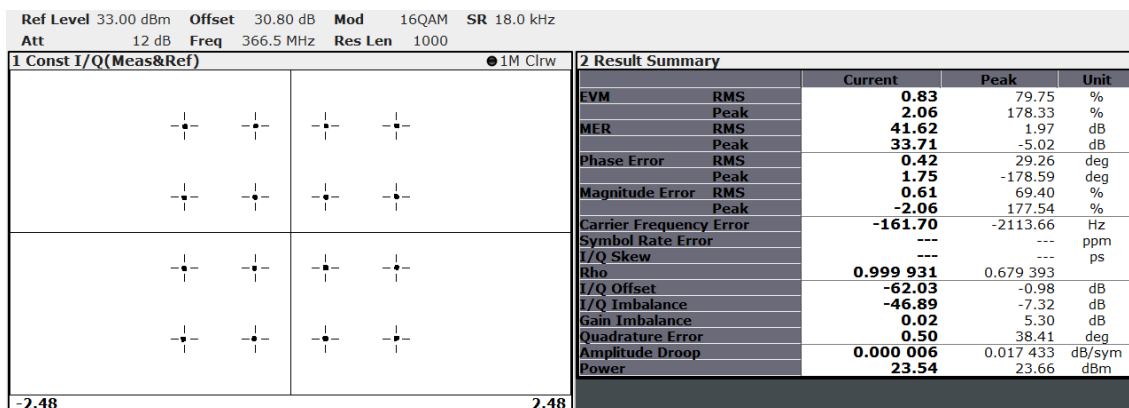 Ref Level 33.00 dBm Offset 30.80 dB Mod 16QAM SR 18.0 kHz
Att 12 dB Freq 366.5 MHz Res Len 1000
1 Const I/Q(Meas&Ref) 1M Clrw
-2.48 2.48
2 Result Summary
Current Peak Unit
EVM RMS 0.83 79.75 %
Peak 2.06 178.33 %
MER RMS 41.62 1.97 dB
Peak 33.71 -5.02 dB
Phase Error RMS 0.42 29.26 deg
Peak 1.75 -178.59 deg
Magnitude Error RMS 0.61 69.40 %
Peak -2.06 177.54 %
Carrier Frequency Error -161.70 -2113.66 Hz
Symbol Rate Error --- --- ppm
I/Q Skew --- --- ps
Rho 0.999 931 0.679 393
I/Q Offset -62.03 -0.98 dB
I/Q Imbalance -46.89 -7.32 dB
Gain Imbalance 0.02 5.30 dB
Quadrature Error 0.50 38.41 deg
Amplitude Droop 0.000 006 0.017 433 dB/sym
Power 23.54 23.66 dBm